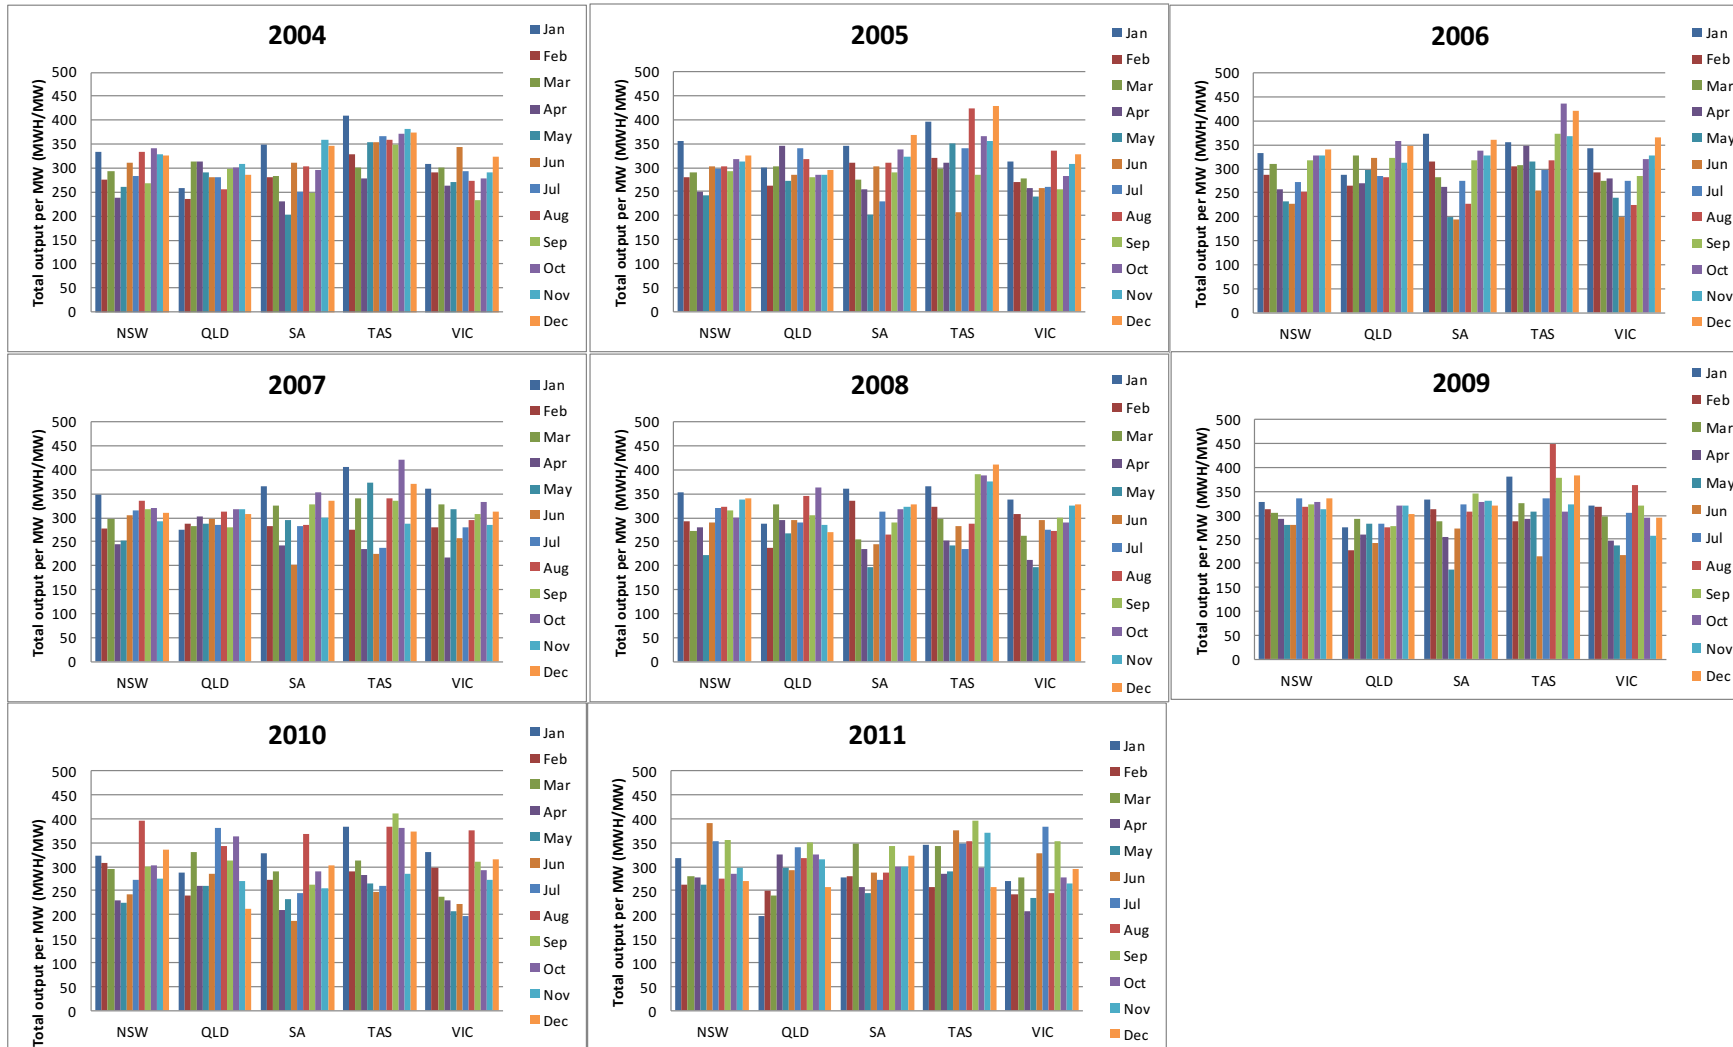 2004
Total output per MW (MWH/MW)
500
450
400
350
300
250
200
150
100
50
0
NSW QLD SA TAS VIC
Jan
Feb
Mar
Apr
May
Jun
Jul
Aug
Sep
Oct
Nov
Dec
2005
Total output per MW (MWH/MW)
500
450
400
350
300
250
200
150
100
50
0
NSW QLD SA TAS VIC
Jan
Feb
Mar
Apr
May
Jun
Jul
Aug
Sep
Oct
Nov
Dec
2006
Total output per MW (MWH/MW)
500
450
400
350
300
250
200
150
100
50
0
NSW QLD SA TAS VIC
Jan
Feb
Mar
Apr
May
Jun
Jul
Aug
Sep
Oct
Nov
Dec
2007
Total output per MW (MWH/MW)
500
450
400
350
300
250
200
150
100
50
0
NSW QLD SA TAS VIC
Jan
Feb
Mar
Apr
May
Jun
Jul
Aug
Sep
Oct
Nov
Dec
2008
Total output per MW (MWH/MW)
500
450
400
350
300
250
200
150
100
50
0
NSW QLD SA TAS VIC
Jan
Feb
Mar
Apr
May
Jun
Jul
Aug
Sep
Oct
Nov
Dec
2009
Total output per MW (MWH/MW)
500
450
400
350
300
250
200
150
100
50
0
NSW QLD SA TAS VIC
Jan
Feb
Mar
Apr
May
Jun
Jul
Aug
Sep
Oct
Nov
Dec
2010
Total output per MW (MWH/MW)
500
450
400
350
300
250
200
150
100
50
0
NSW QLD SA TAS VIC
Jan
Feb
Mar
Apr
May
Jun
Jul
Aug
Sep
Oct
Nov
Dec
2011
Total output per MW (MWH/MW)
500
450
400
350
300
250
200
150
100
50
0
NSW QLD SA TAS VIC
Jan
Feb
Mar
Apr
May
Jun
Jul
Aug
Sep
Oct
Nov
Dec